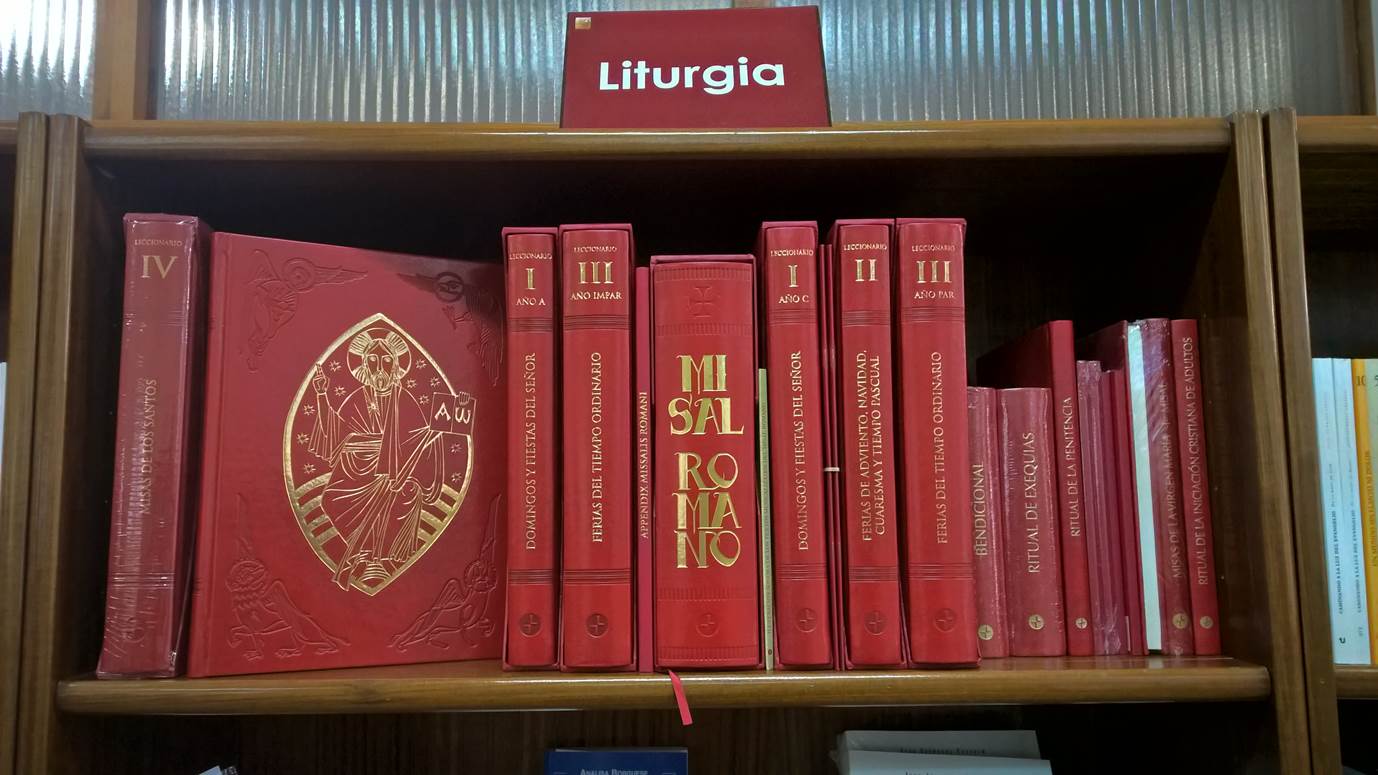 Liturgia
LECCIONARIO
IV
MISAS DE LOS SANTOS
A
ω
LECCIONARIO
I
AÑO A
DOMINGOS Y FIESTAS DEL SEÑOR
LECCIONARIO
III
AÑO IMPAR
FERIAS DEL TIEMPO ORDINARIO
APPENDIX MISSALIS ROMANI
MI
SAL
RO
MA
NO
LECCIONARIO
I
AÑO C
DOMINGOS Y FIESTAS DEL SEÑOR
LECCIONARIO
II
FERIAS DE ADVIENTO, NAVIDAD,
CUARESMA Y TIEMPO PASCUAL
LECCIONARIO
III
AÑO PAR
FERIAS DEL TIEMPO ORDINARIO
BENDICIONAL
RITUAL DE EXEQUIAS
RITUAL DE LA PENITENCIA
MISAS DE LA VIRGEN MARÍA
MISAL
RITUAL DE LA INICIACIÓN CRISTIANA DE ADULTOS